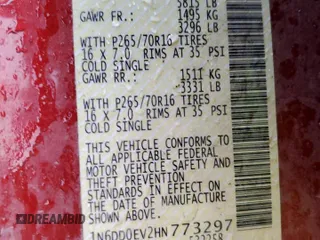 5815 LB
GAWR FR.: 1495 KG
3296 LB
WITH P265/70R16 TIRES
16 X 7.0 RIMS AT 35 PSI
COLD SINGLE
GAWR RR.: 1511 KG
3331 LB
WITH P265/70R16 TIRES
16 X 7.0 RIMS AT 35 PSI
COLD SINGLE
THIS VEHICLE CONFORMS TO
ALL APPLICABLE FEDERAL
MOTOR VEHICLE SAFETY AND
THEFT PREVENTION
STANDARDS IN EFFECT ON
THE DATE OF MANUFACTURE
SHOWN ABOVE.
1N6DD0EV2HN773297
DREAMBID